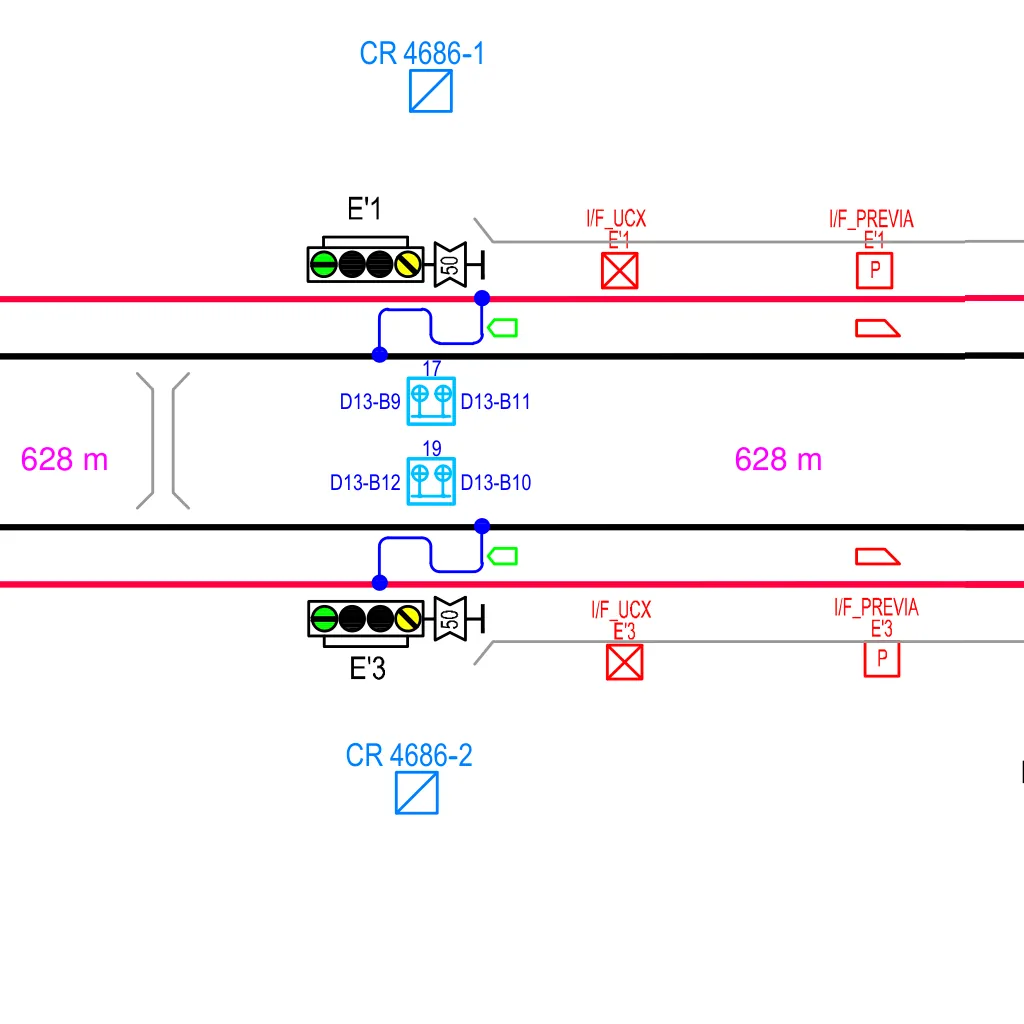 CR 4686-1
E'1
50
I/F_UCX
E'1
I/F_PREVIA
E'1
P
17
D13-B9
D13-B11
628 m
19
628 m
D13-B12
D13-B10
50
E'3
I/F_UCX
E'3
I/F_PREVIA
E'3
P
CR 4686-2